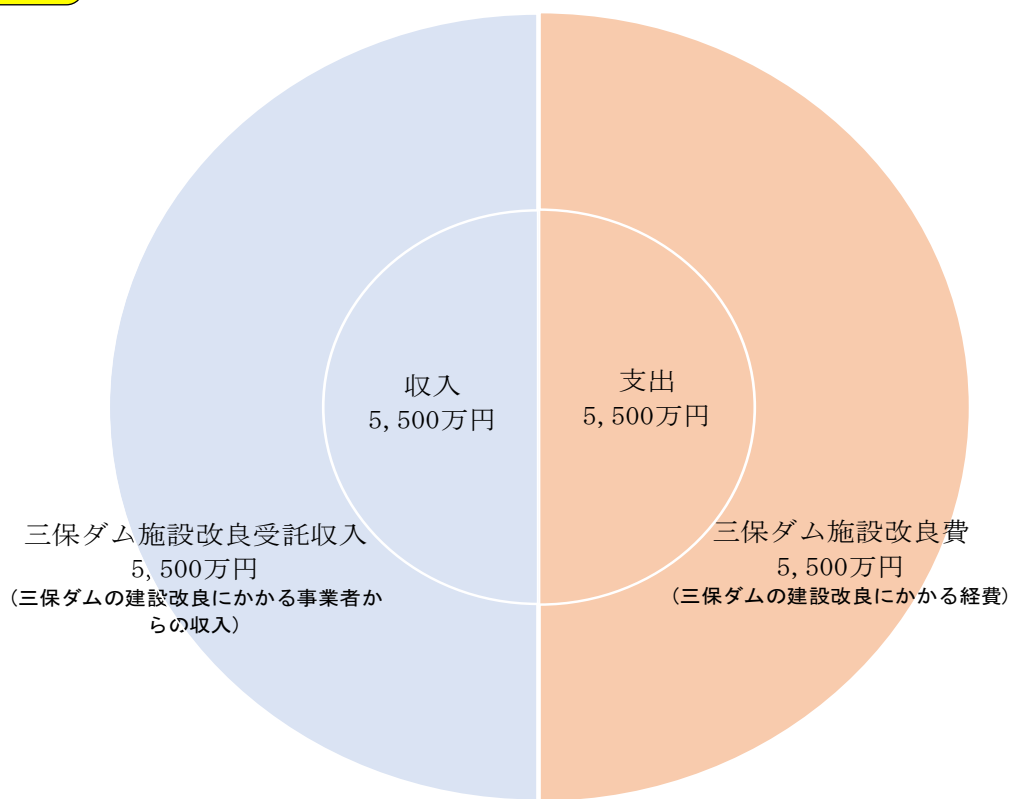 収入
5,500万円
支出
5,500万円
三保ダム施設改良受託収入
5,500万円
（三保ダムの建設改良にかかる事業者か
らの収入）
三保ダム施設改良費
5,500万円
（三保ダムの建設改良にかかる経費）